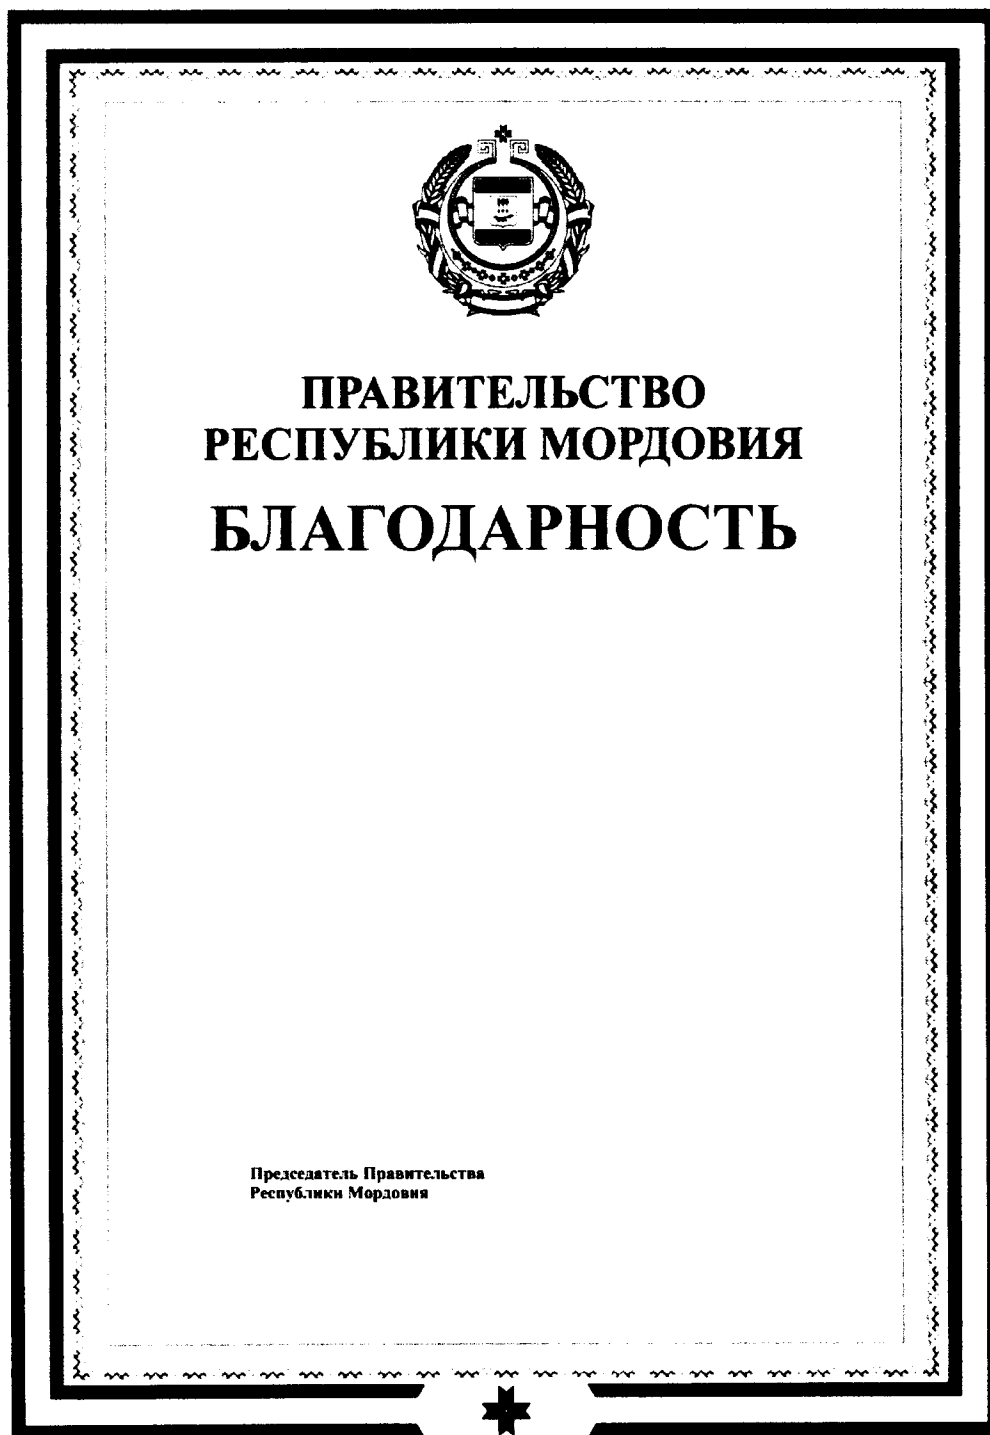 ПРАВИТЕЛЬСТВО
РЕСПУБЛИКИ МОРДОВИЯ
БЛАГОДАРНОСТЬ
Председатель Правительства
Республики Мордовия